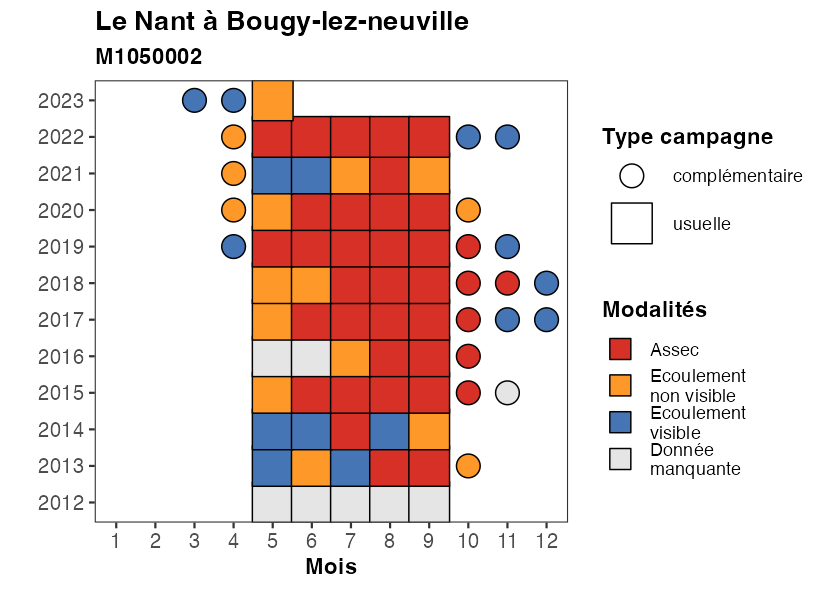 Le Nant à Bougy-lez-neuville
M1050002
2023
2022
2021
2020
2019
2018
2017
2016
2015
2014
2013
2012
1 2 3 4 5 6 7 8 9 10 11 12
Mois
Type campagne
complémentaire
usuelle
Modalités
Assec
Ecoulement
non visible
Ecoulement
visible
Donnée
manquante